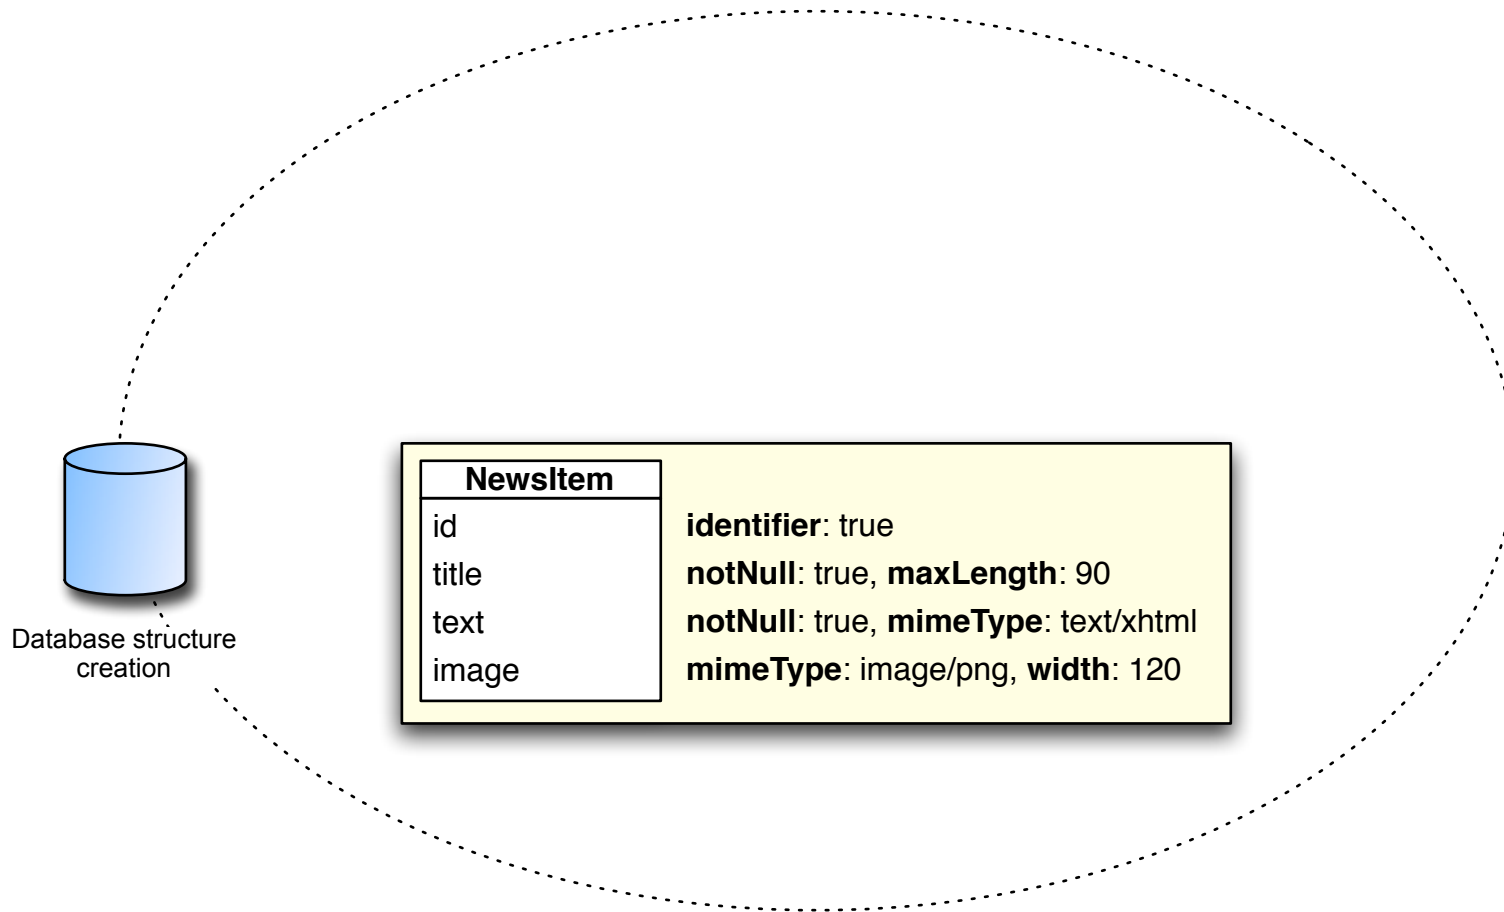 NewsItem
id identifier: true
title notNull: true, maxLength: 90
text notNull: true, mimeType: text/xhtml
image mimeType: image/png, width: 120
Database structure
creation